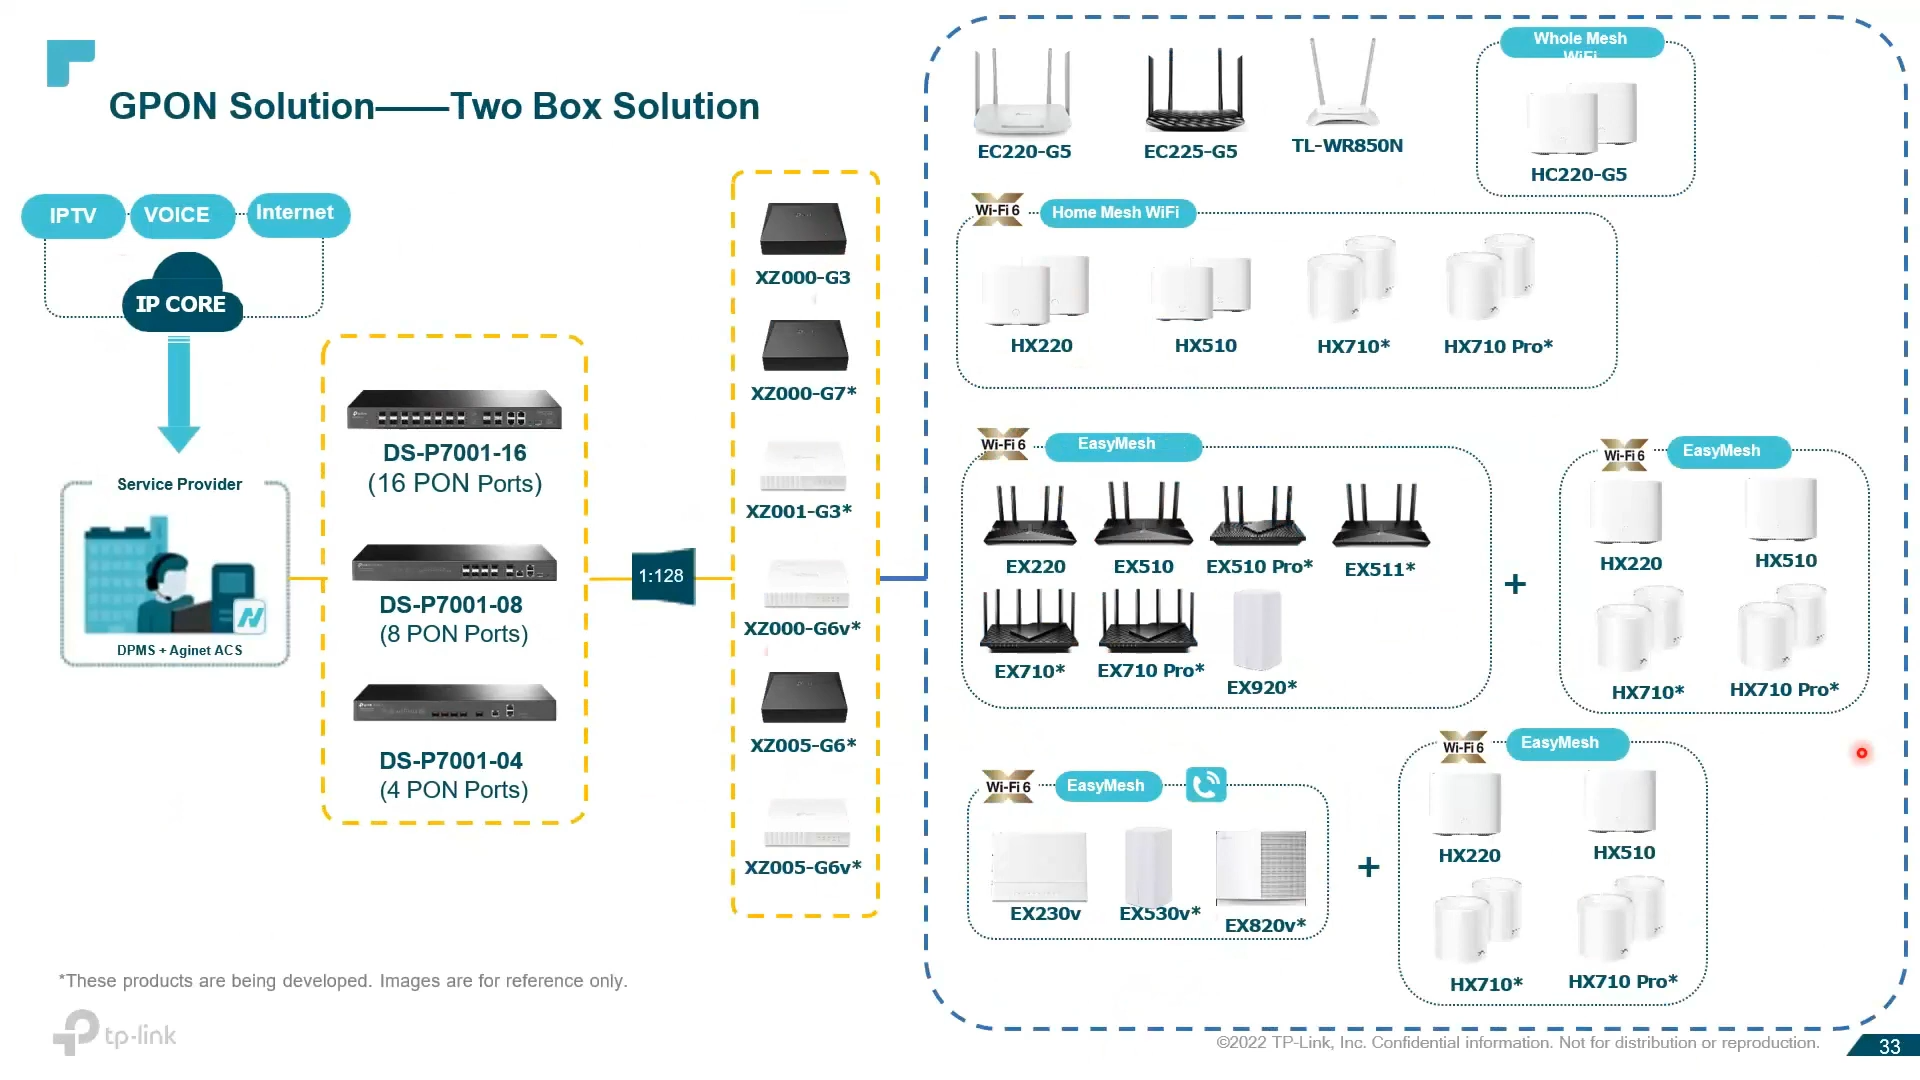 GPON Solution——Two Box Solution
IPTV
VOICE
Internet
IP CORE
Service Provider
DPMS + Aginet ACS
DS-P7001-16
(16 PON Ports)
DS-P7001-08
(8 PON Ports)
DS-P7001-04
(4 PON Ports)
1:128
XZ000-G3
XZ000-G7*
XZ001-G3*
XZ000-G6v*
XZ005-G6*
XZ005-G6v*
EC220-G5
EC225-G5
TL-WR850N
Whole Mesh
WiFi
HC220-G5
Wi-Fi 6
Home Mesh WiFi
HX220
HX510
HX710*
HX710 Pro*
Wi-Fi 6
EasyMesh
EX220
EX510
EX510 Pro*
EX511*
EX710*
EX710 Pro*
EX920*
+
Wi-Fi 6
EasyMesh
HX220
HX510
HX710*
HX710 Pro*
Wi-Fi 6
EasyMesh
EX230v
EX530v*
EX820v*
+
Wi-Fi 6
EasyMesh
HX220
HX510
HX710*
HX710 Pro*
*These products are being developed. Images are for reference only.
tp-link
©2022 TP-Link, Inc. Confidential information. Not for distribution or reproduction.
33